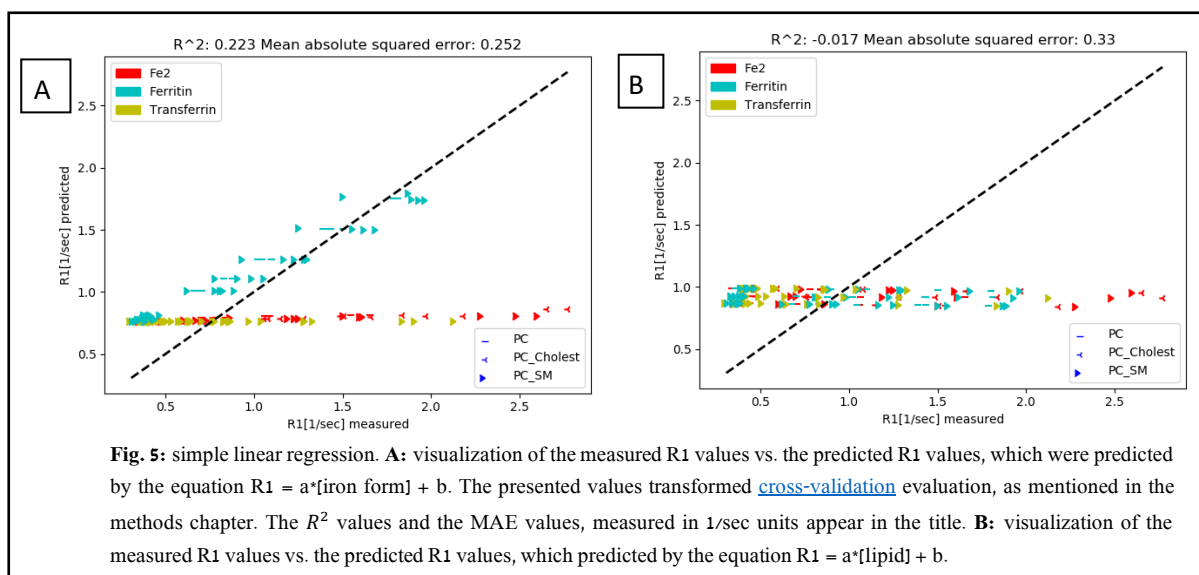 R^2: 0.223 Mean absolute squared error: 0.252
A
Fe2
Ferritin
Transferrin
R1[1/sec] predicted
2.5
2.0
1.5
1.0
0.5
PC
PC_Cholest
PC_SM
0.5 1.0 1.5 2.0 2.5
R1[1/sec] measured
R^2: -0.017 Mean absolute squared error: 0.33
B
Fe2
Ferritin
Transferrin
R1[1/sec] predicted
2.5
2.0
1.5
1.0
0.5
PC
PC_Cholest
PC_SM
0.5 1.0 1.5 2.0 2.5
R1[1/sec] measured
Fig. 5: simple linear regression. A: visualization of the measured R1 values vs. the predicted R1 values, which were predicted
by the equation R1 = a*[iron form] + b. The presented values transformed cross-validation evaluation, as mentioned in the
methods chapter. The R² values and the MAE values, measured in 1/sec units appear in the title. B: visualization of the
measured R1 values vs. the predicted R1 values, which predicted by the equation R1 = a*[lipid] + b.